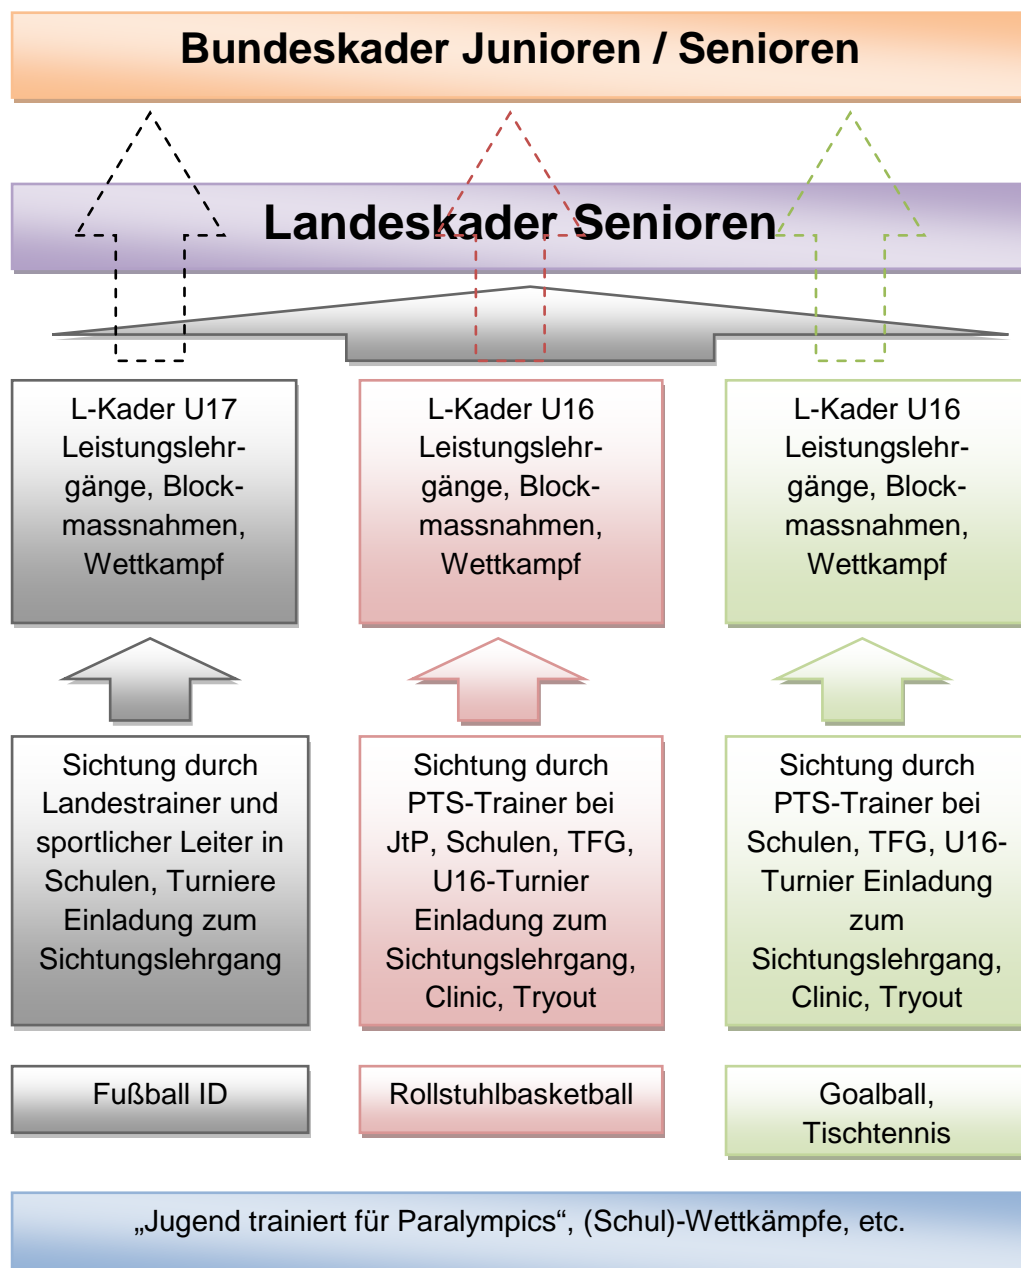 Bundeskader Junioren / Senioren
Landeskader Senioren
L-Kader U17
Leistungslehr-
gänge, Block-
massnahmen,
Wettkampf
L-Kader U16
Leistungslehr-
gänge, Block-
massnahmen,
Wettkampf
L-Kader U16
Leistungslehr-
gänge, Block-
massnahmen,
Wettkampf
Sichtung durch
Landestrainer und
sportlicher Leiter in
Schulen, Turniere
Einladung zum
Sichtungslehrgang
Sichtung durch
PTS-Trainer bei
JtP, Schulen, TFG,
U16-Turnier
Einladung zum
Sichtungslehrgang,
Clinic, Tryout
Sichtung durch
PTS-Trainer bei
Schulen, TFG, U16-
Turnier Einladung
zum
Sichtungslehrgang,
Clinic, Tryout
Fußball ID
Rollstuhlbasketball
Goalball,
Tischtennis
„Jugend trainiert für Paralympics“, (Schul)-Wettkämpfe, etc.